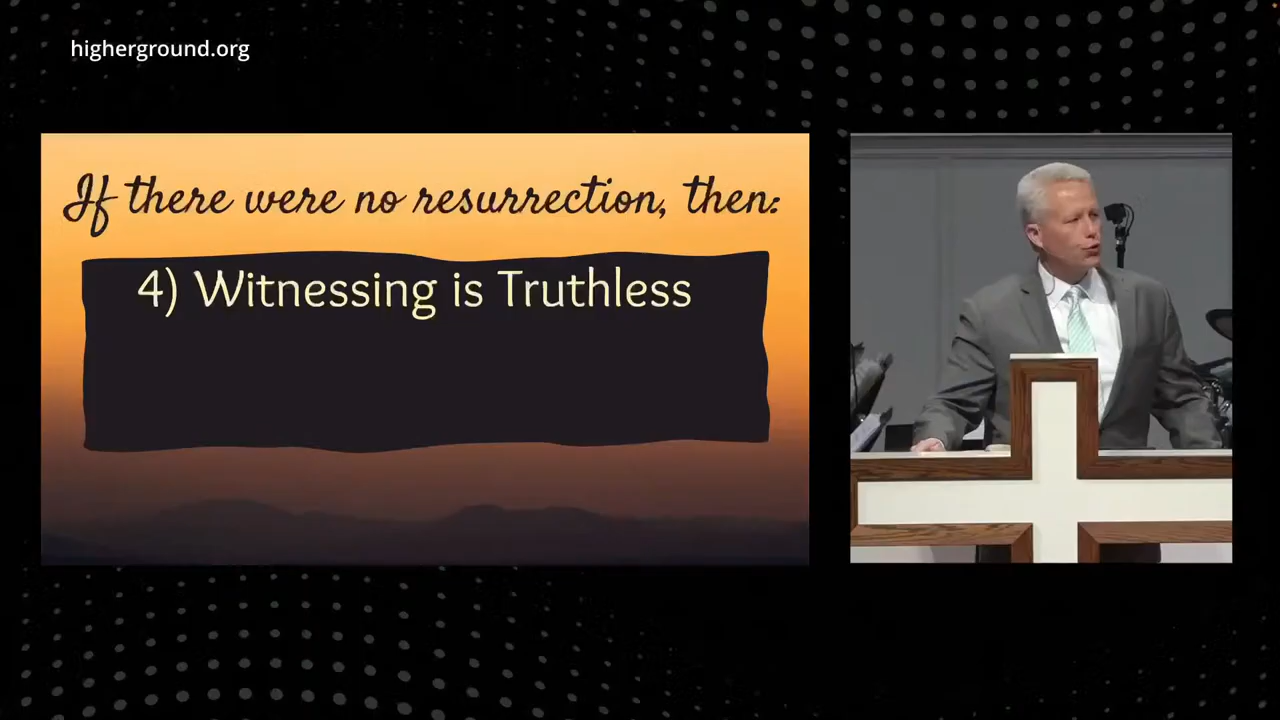 higherground.org
If there were no resurrection, then:
4) Witnessing is Truthless